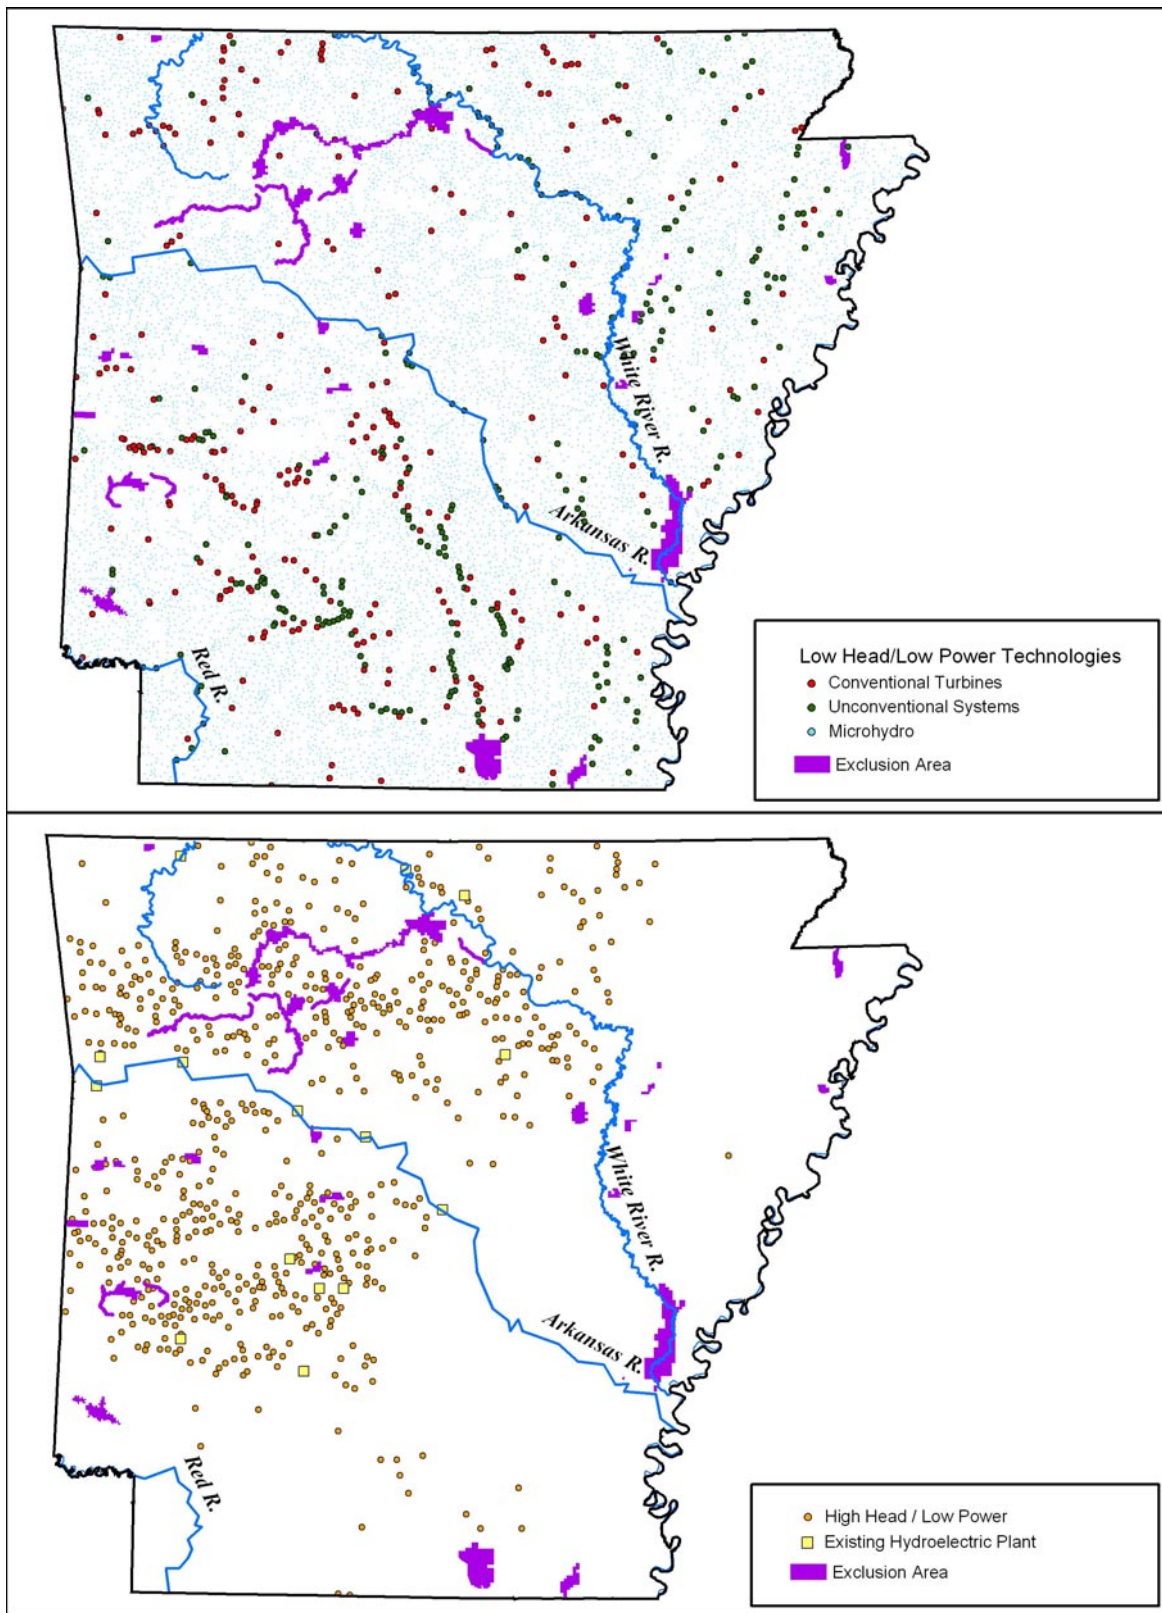 White River R.
Arkansas R.
Red R.
Low Head/Low Power Technologies
Conventional Turbines
Unconventional Systems
Microhydro
Exclusion Area
White River R.
Arkansas R.
Red R.
High Head / Low Power
Existing Hydroelectric Plant
Exclusion Area